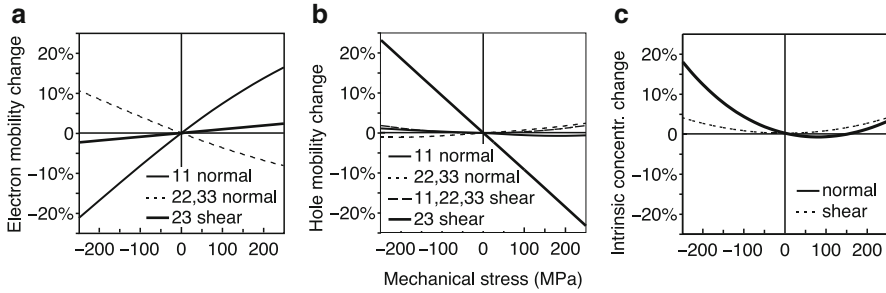 a
Electron mobility change
20%
10%
0
−10%
−20%
11 normal
22,33 normal
23 shear
−200 −100 0 100 200
b
Hole mobility change
20%
10%
0
−10%
−20%
11 normal
22,33 normal
11,22,33 shear
23 shear
−200 −100 0 100 200
Mechanical stress (MPa)
c
Intrinsic concentr. change
20%
10%
0
−10%
−20%
normal
shear
−200 −100 0 100 200